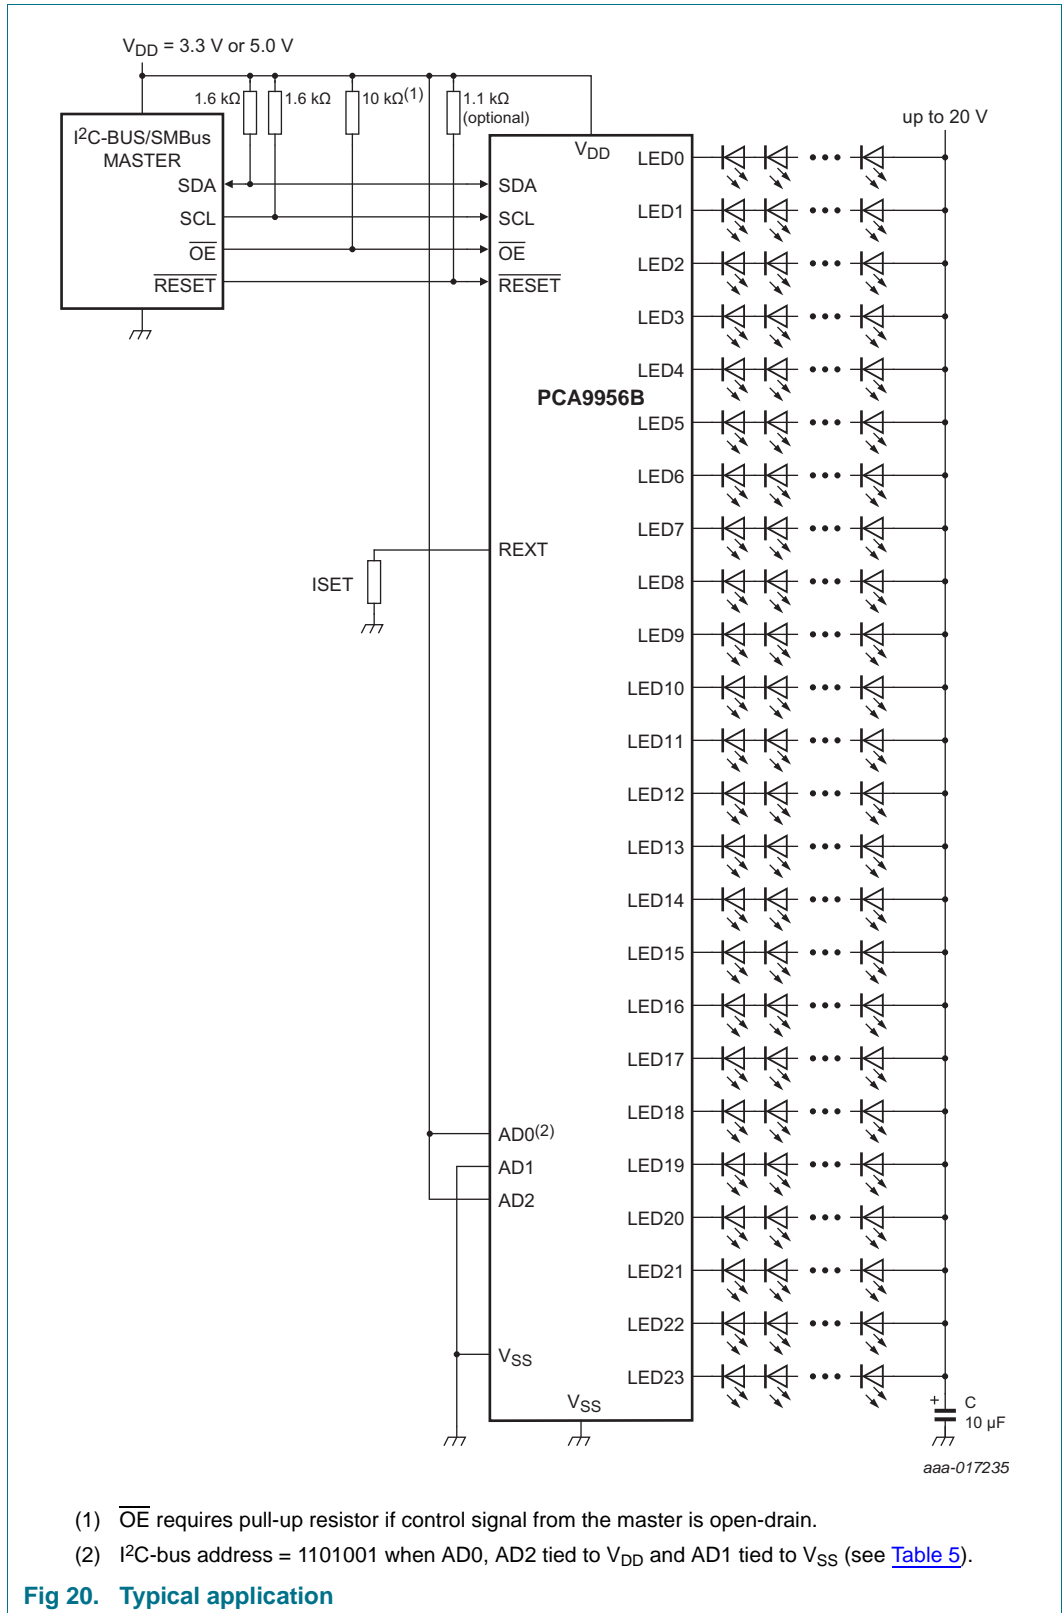 VDD = 3.3 V or 5.0 V
1.6 kΩ
1.6 kΩ
10 kΩ(1)
1.1 kΩ
(optional)
up to 20 V
I2C-BUS/SMBus
MASTER
SDA
SCL
OE
RESET
VDD
SDA
SCL
OE
RESET
PCA9956B
REXT
ISET
AD0(2)
AD1
AD2
VSS
VSS
LED0
LED1
LED2
LED3
LED4
LED5
LED6
LED7
LED8
LED9
LED10
LED11
LED12
LED13
LED14
LED15
LED16
LED17
LED18
LED19
LED20
LED21
LED22
LED23
+
C
10 μF
aaa-017235
(1) OE requires pull-up resistor if control signal from the master is open-drain.
(2) I2C-bus address = 1101001 when AD0, AD2 tied to VDD and AD1 tied to VSS (see Table 5).
Fig 20. Typical application